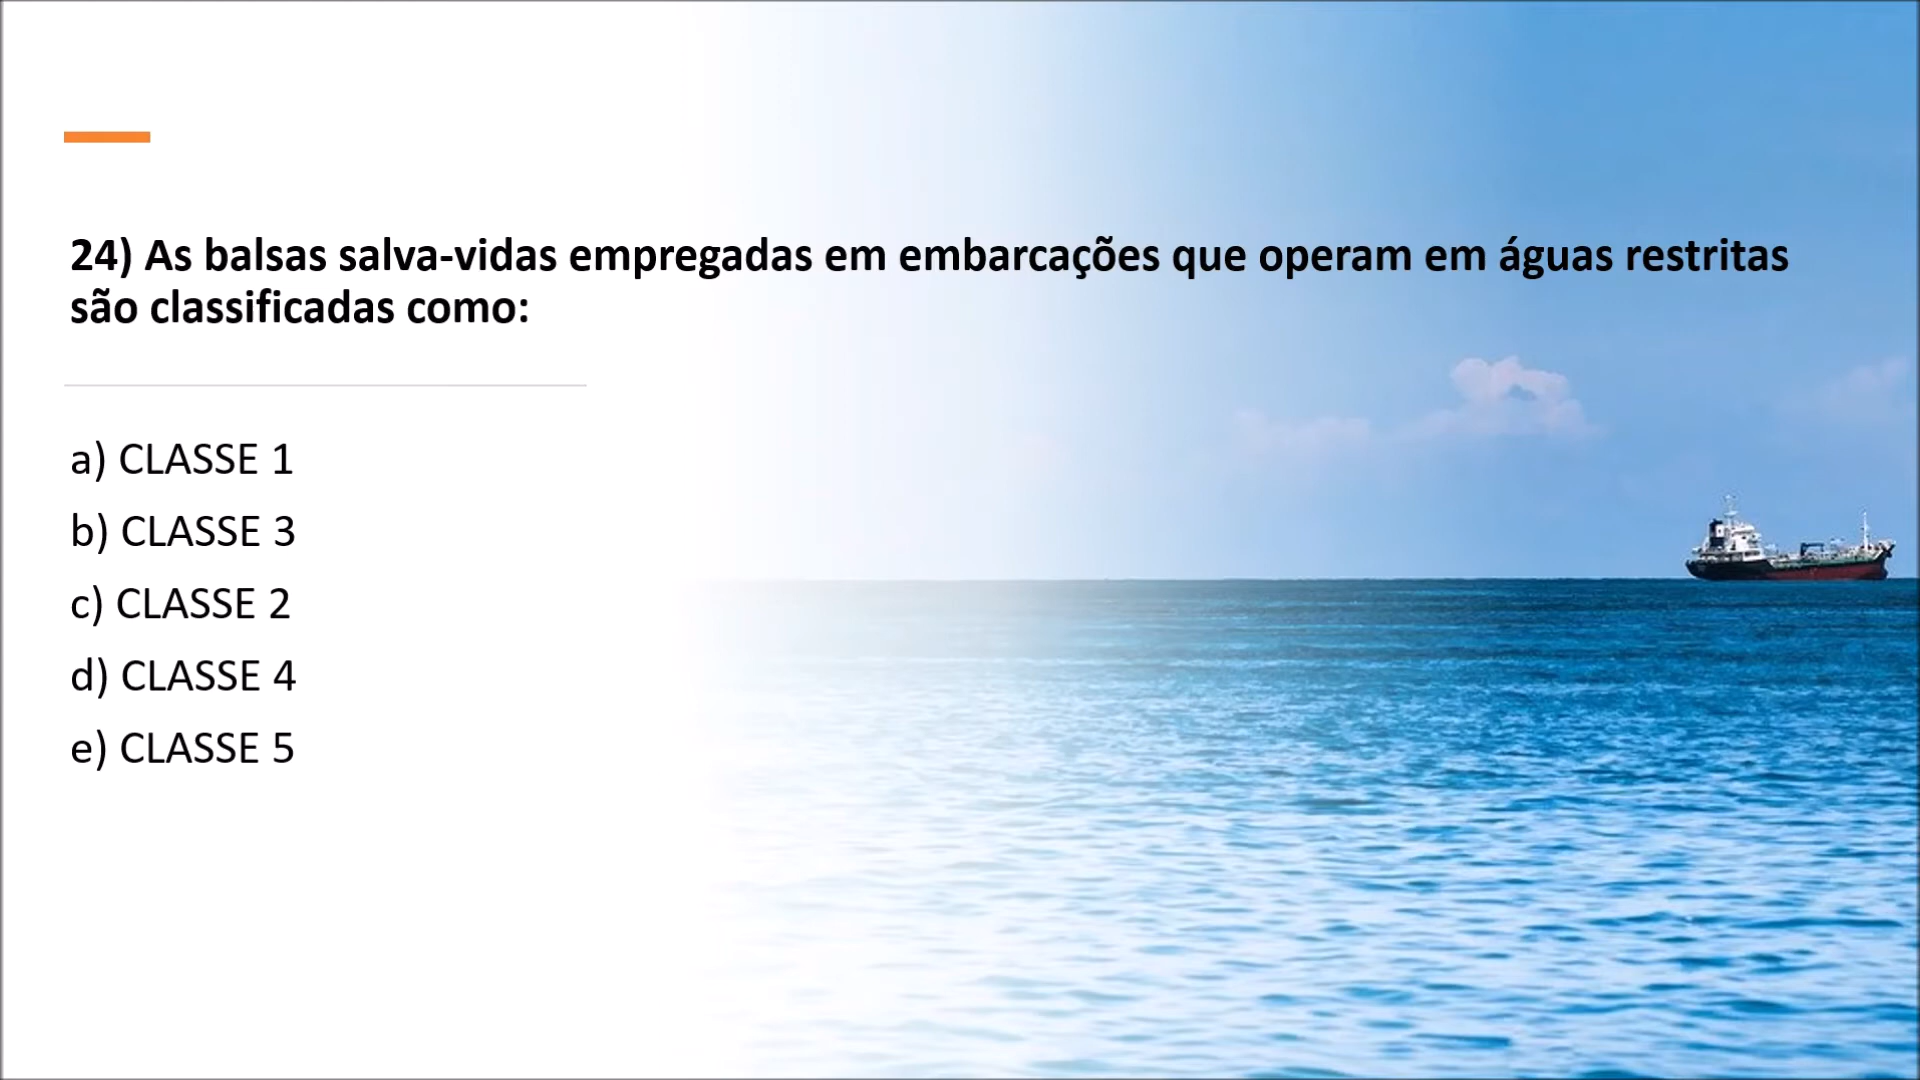 24) As balsas salva-vidas empregadas em embarcações que operam em águas restritas
são classificadas como:
a) CLASSE 1
b) CLASSE 3
c) CLASSE 2
d) CLASSE 4
e) CLASSE 5